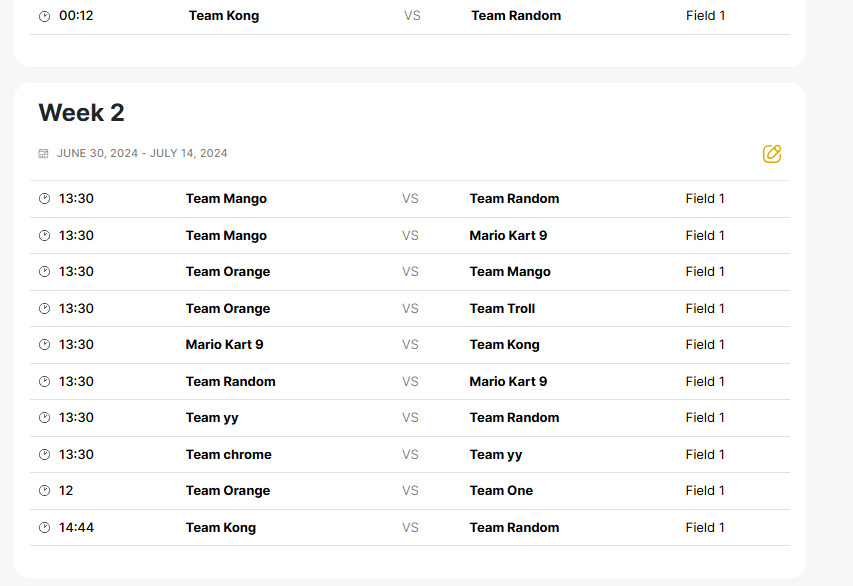 00:12 Team Kong VS Team Random Field 1
Week 2
JUNE 30, 2024 - JULY 14, 2024
13:30 Team Mango VS Team Random Field 1
13:30 Team Mango VS Mario Kart 9 Field 1
13:30 Team Orange VS Team Mango Field 1
13:30 Team Orange VS Team Troll Field 1
13:30 Mario Kart 9 VS Team Kong Field 1
13:30 Team Random VS Mario Kart 9 Field 1
13:30 Team yy VS Team Random Field 1
13:30 Team chrome VS Team yy Field 1
12 Team Orange VS Team One Field 1
14:44 Team Kong VS Team Random Field 1